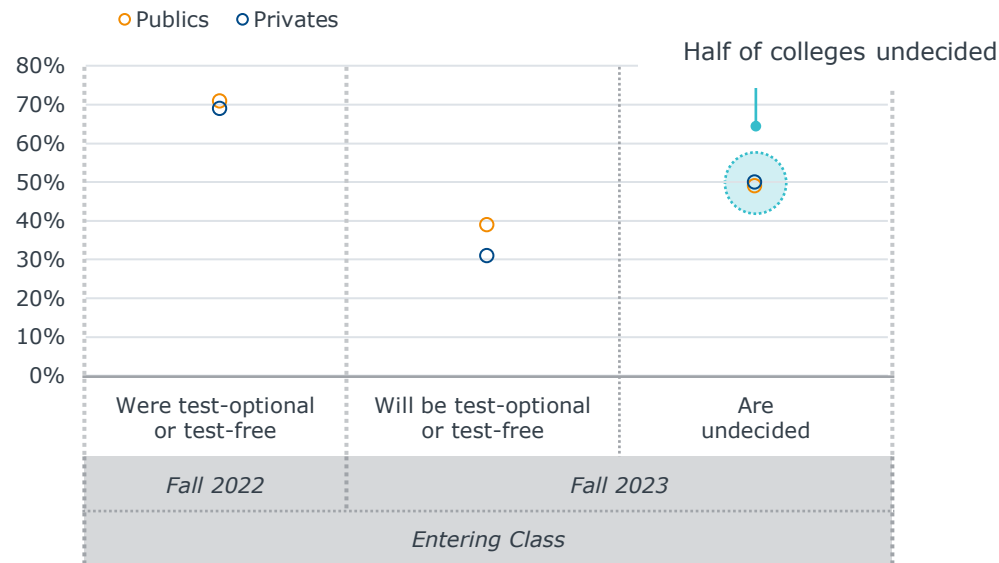 Publics Privates
Half of colleges undecided
80%
70%
60%
50%
40%
30%
20%
10%
0%
Were test-optional
or test-free
Will be test-optional
or test-free
Are
undecided
Fall 2022
Fall 2023
Entering Class